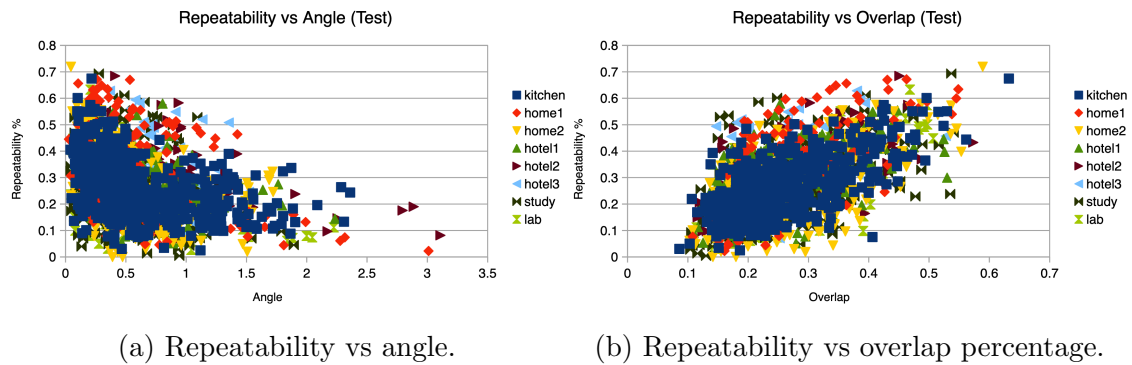 Repeatability vs Angle (Test)
0.8
0.7
0.6
0.5
0.4
0.3
0.2
0.1
0
Repeatability %
0 0.5 1 1.5 2 2.5 3 3.5
Angle
kitchen
home1
home2
hotel1
hotel2
hotel3
study
lab
(a) Repeatability vs angle.
Repeatability vs Overlap (Test)
0.8
0.7
0.6
0.5
0.4
0.3
0.2
0.1
0
Repeatability %
0 0.1 0.2 0.3 0.4 0.5 0.6 0.7
Overlap
kitchen
home1
home2
hotel1
hotel2
hotel3
study
lab
(b) Repeatability vs overlap percentage.